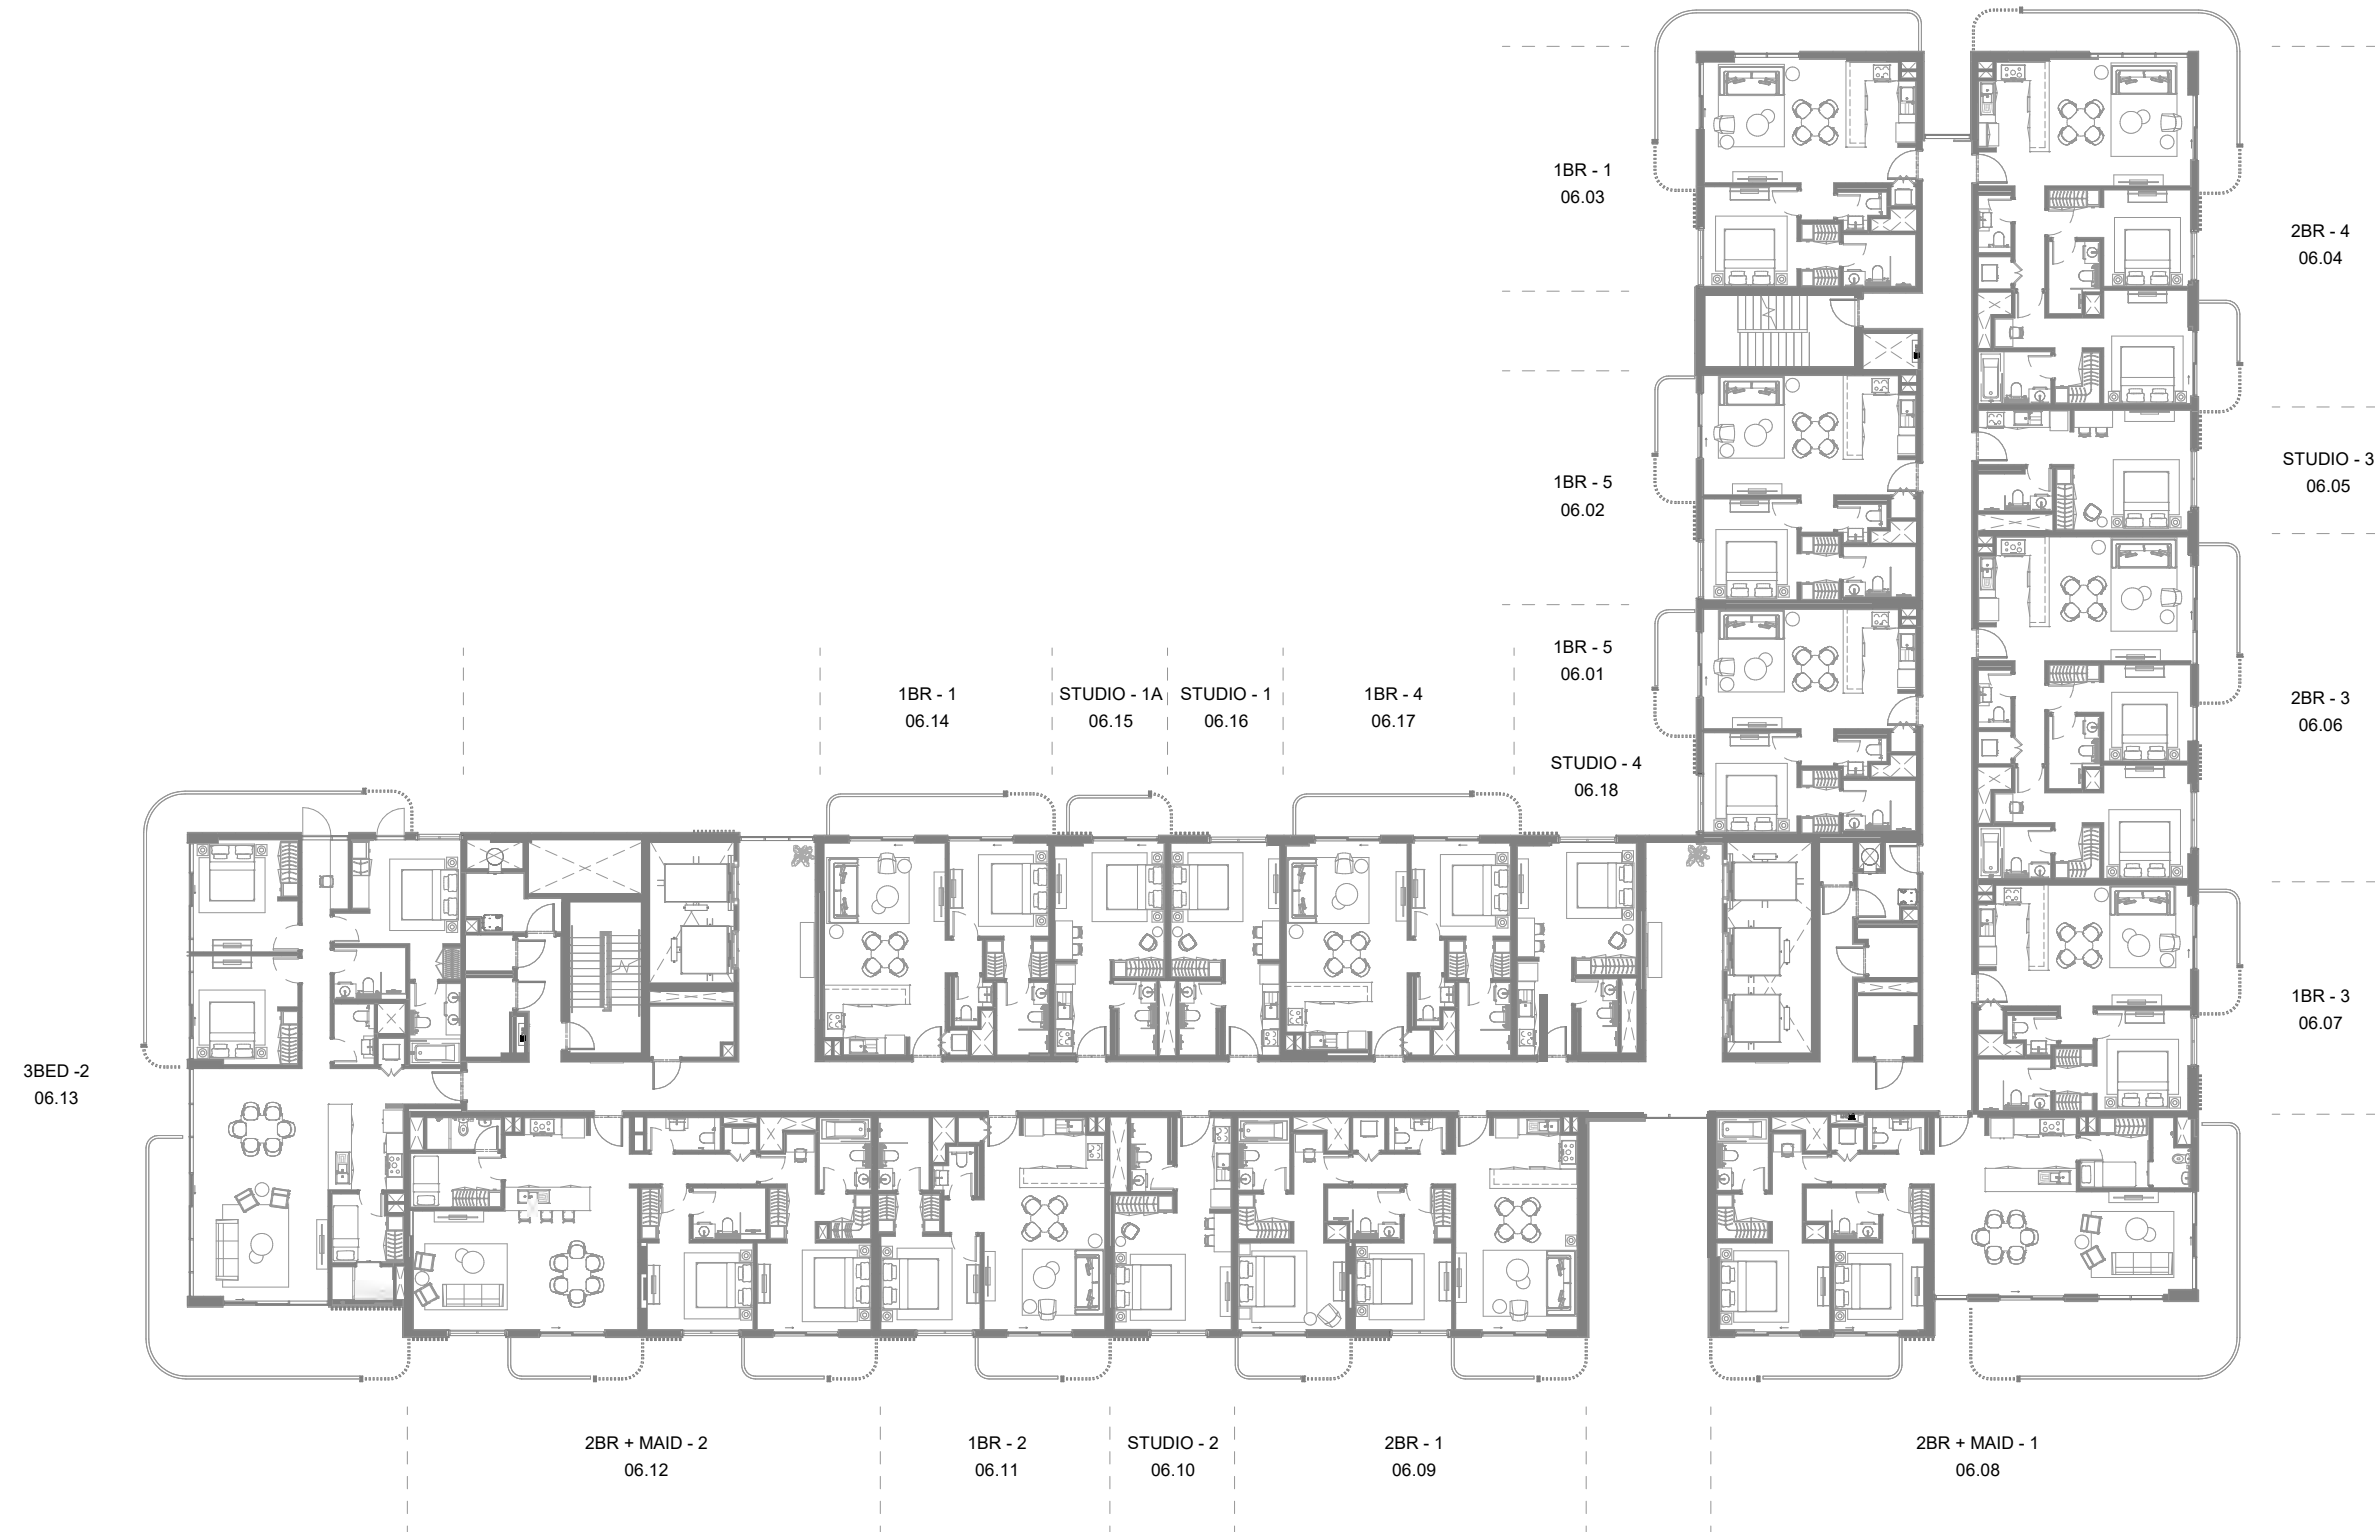 1BR - 1
06.03
2BR - 4
06.04
STUDIO - 3
06.05
1BR - 5
06.02
1BR - 5
06.01
2BR - 3
06.06
1BR - 1
06.14
STUDIO - 1A
06.15
STUDIO - 1
06.16
1BR - 4
06.17
STUDIO - 4
06.18
1BR - 3
06.07
3BED -2
06.13
2BR + MAID - 2
06.12
1BR - 2
06.11
STUDIO - 2
06.10
2BR - 1
06.09
2BR + MAID - 1
06.08